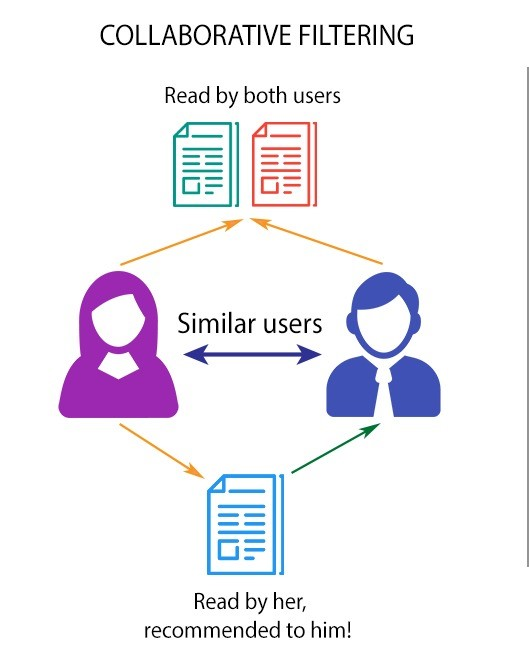 COLLABORATIVE FILTERING
Read by both users
Similar users
Read by her,
recommended to him!